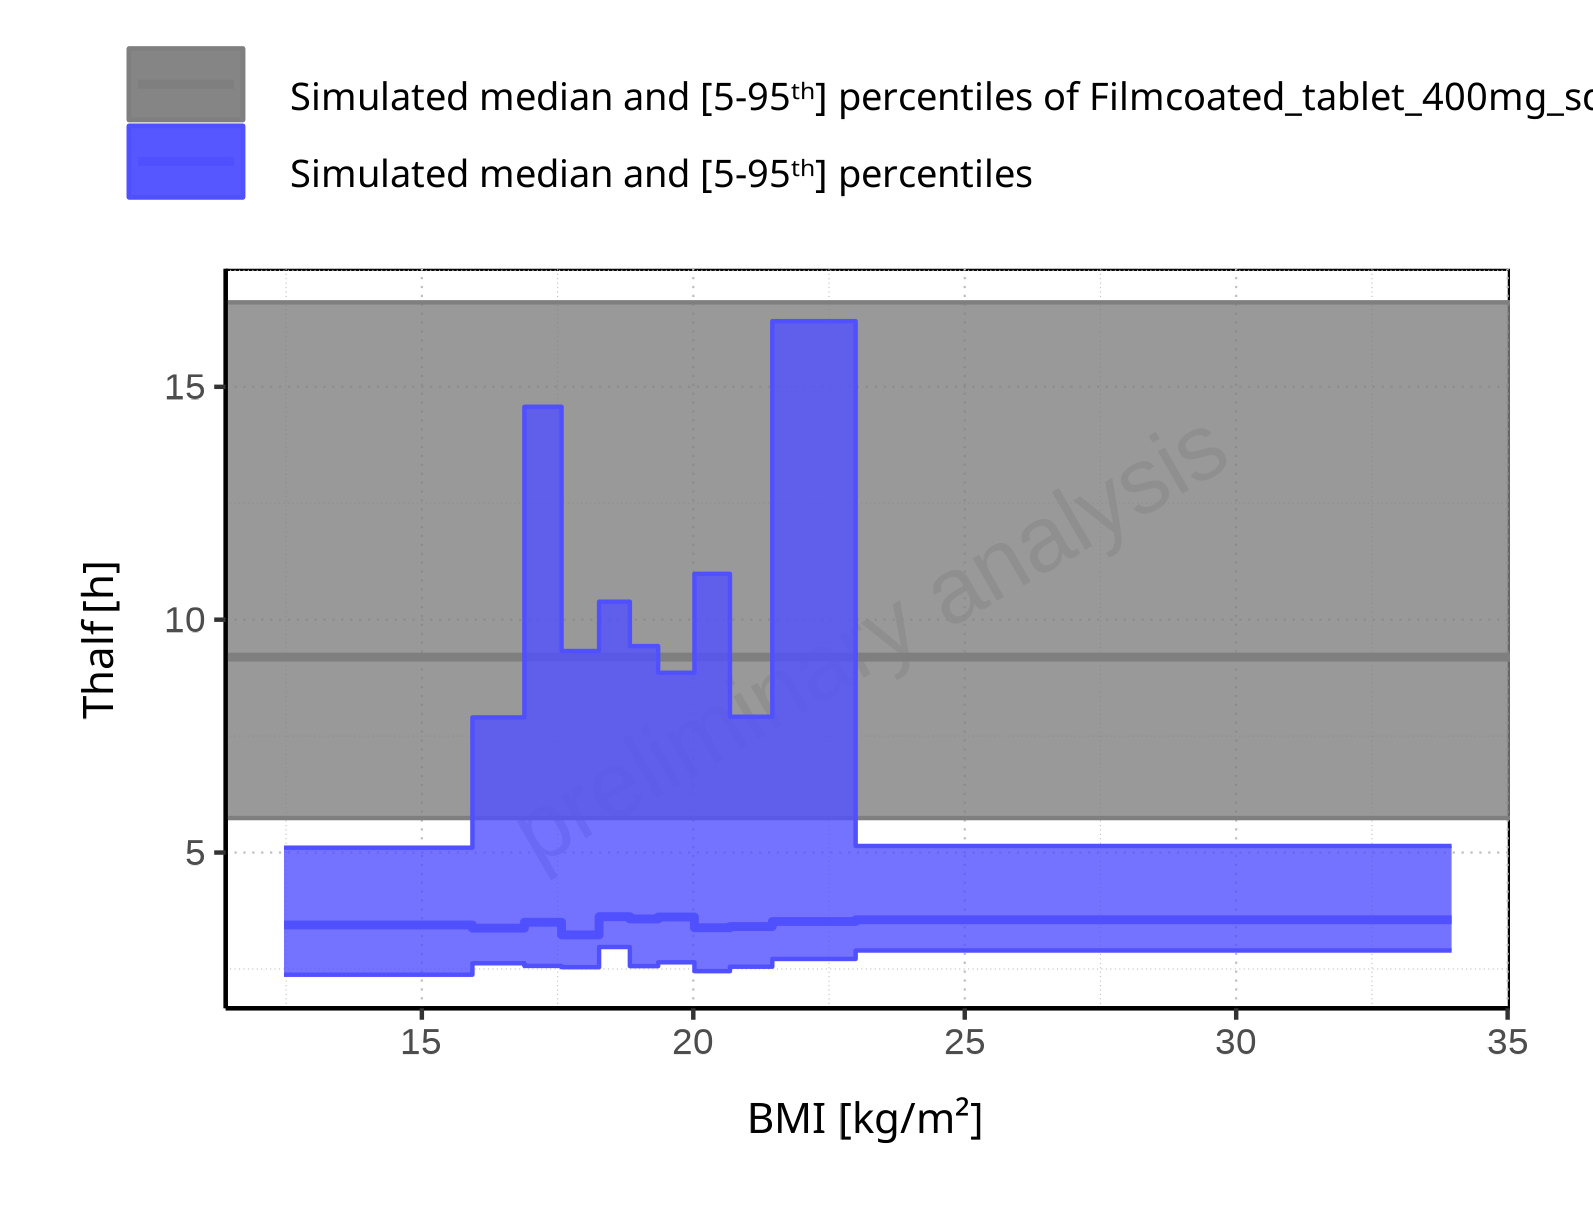 Simulated median and [5-95th] percentiles of Filmcoated_tablet_400mg_sc
Simulated median and [5-95th] percentiles
15
10
5
Thalf [h]
preliminary analysis
15 20 25 30 35
BMI [kg/m²]